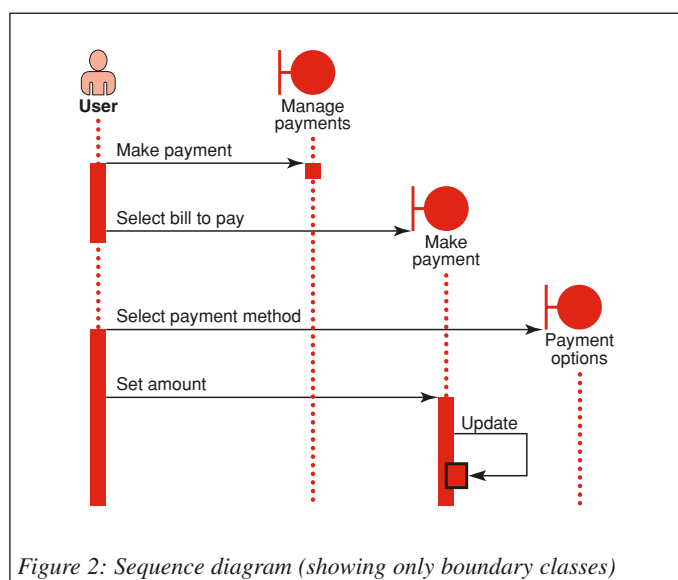 User
Manage
payments
Make payment
Select bill to pay
Make
payment
Select payment method
Payment
options
Set amount
Update
Figure 2: Sequence diagram (showing only boundary classes)